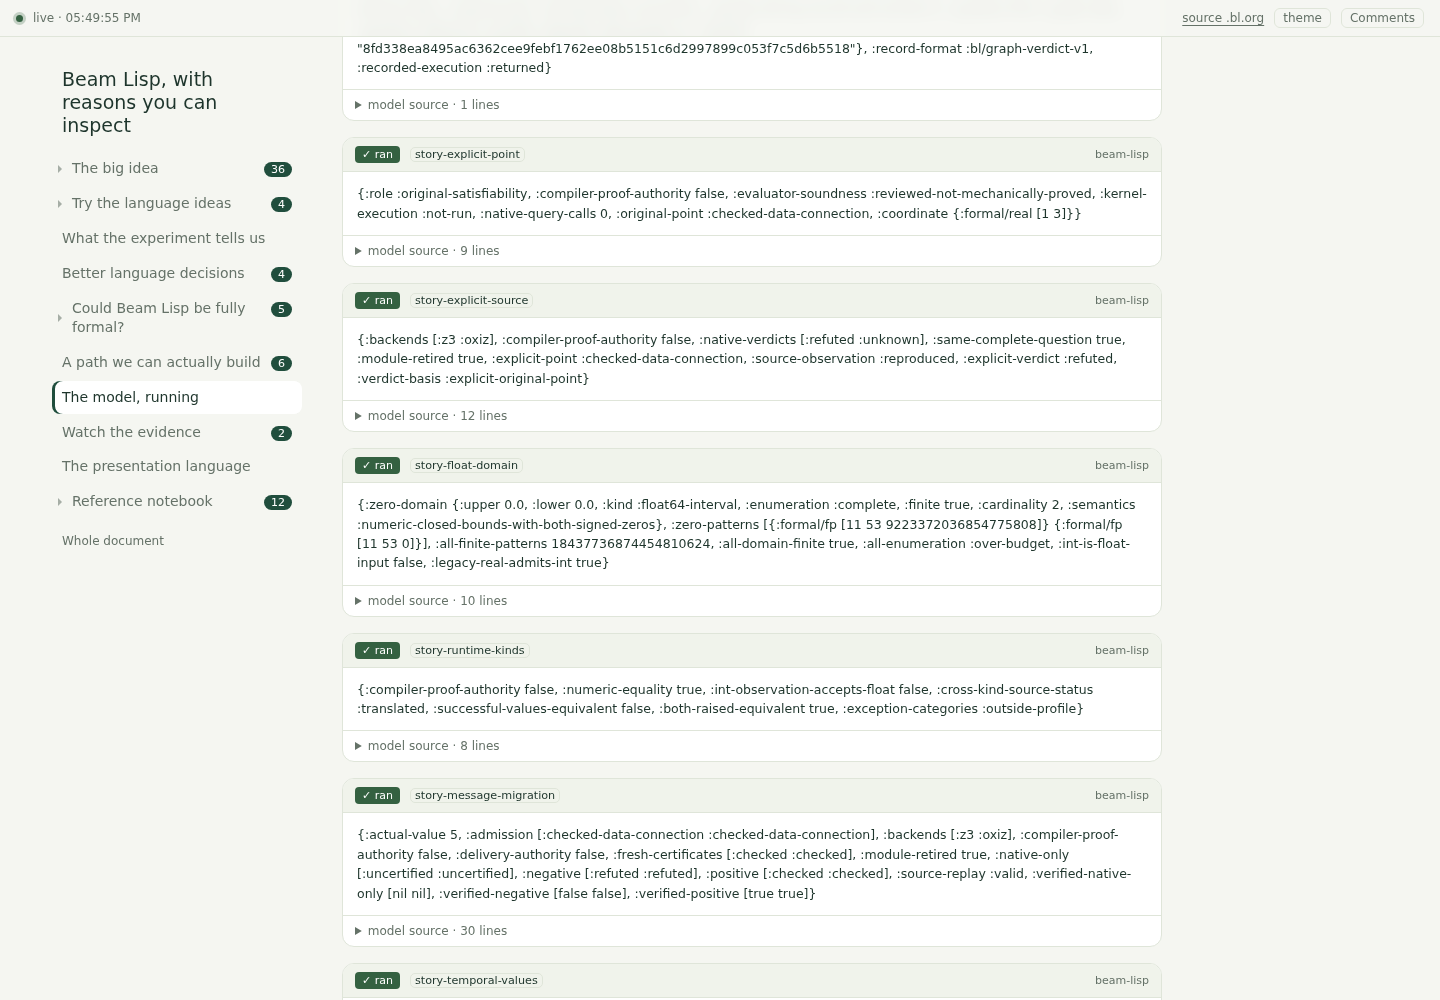 live · 05:49:55 PM
source .bl.org
theme
Comments
Beam Lisp, with
reasons you can
inspect
The big idea
36
Try the language ideas
4
What the experiment tells us
Better language decisions
4
Could Beam Lisp be fully
formal?
5
A path we can actually build
6
The model, running
Watch the evidence
2
The presentation language
Reference notebook
12
Whole document
"8fd338ea8495ac6362cee9febf1762ee08b5151c6d2997899c053f7c5d6b5518"}, :record-format :bl/graph-verdict-v1,
:recorded-execution :returned}
▶ model source · 1 lines
✓ ran
story-explicit-point
beam-lisp
{:role :original-satisfiability, :compiler-proof-authority false, :evaluator-soundness :reviewed-not-mechanically-proved, :kernel-
execution :not-run, :native-query-calls 0, :original-point :checked-data-connection, :coordinate {:formal/real [1 3]}}
▶ model source · 9 lines
✓ ran
story-explicit-source
beam-lisp
{:backends [:z3 :oxiz], :compiler-proof-authority false, :native-verdicts [:refuted :unknown], :same-complete-question true,
:module-retired true, :explicit-point :checked-data-connection, :source-observation :reproduced, :explicit-verdict :refuted,
:verdict-basis :explicit-original-point}
▶ model source · 12 lines
✓ ran
story-float-domain
beam-lisp
{:zero-domain {:upper 0.0, :lower 0.0, :kind :float64-interval, :enumeration :complete, :finite true, :cardinality 2, :semantics
:numeric-closed-bounds-with-both-signed-zeros}, :zero-patterns [{:formal/fp [11 53 9223372036854775808]} {:formal/fp
[11 53 0]}], :all-finite-patterns 18437736874454810624, :all-domain-finite true, :all-enumeration :over-budget, :int-is-float-
input false, :legacy-real-admits-int true}
▶ model source · 10 lines
✓ ran
story-runtime-kinds
beam-lisp
{:compiler-proof-authority false, :numeric-equality true, :int-observation-accepts-float false, :cross-kind-source-status
:translated, :successful-values-equivalent false, :both-raised-equivalent true, :exception-categories :outside-profile}
▶ model source · 8 lines
✓ ran
story-message-migration
beam-lisp
{:actual-value 5, :admission [:checked-data-connection :checked-data-connection], :backends [:z3 :oxiz], :compiler-proof-
authority false, :delivery-authority false, :fresh-certificates [:checked :checked], :module-retired true, :native-only
[:uncertified :uncertified], :negative [:refuted :refuted], :positive [:checked :checked], :source-replay :valid, :verified-native-
only [nil nil], :verified-negative [false false], :verified-positive [true true]}
▶ model source · 30 lines
✓ ran
story-temporal-values
beam-lisp